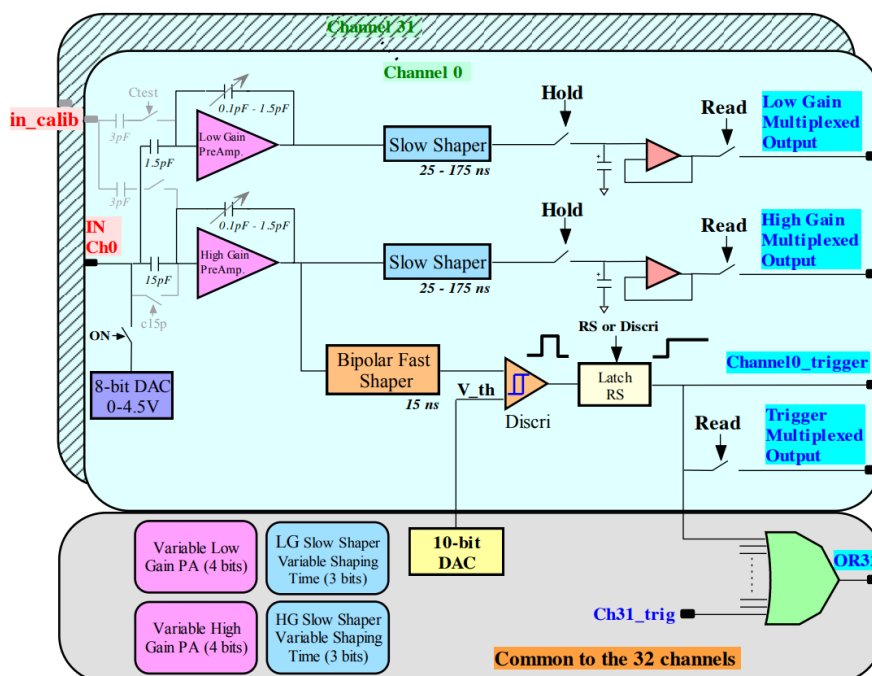 Channel 31
Channel 0
Ctest
in_calib
3pF
0.1pF - 1.5pF
Low Gain
PreAmp.
1.5pF
Slow Shaper
25 - 175 ns
Hold
Read
Low Gain
Multiplexed
Output
3pF
IN
Ch0
0.1pF - 1.5pF
High Gain
PreAmp.
15pF
c15p
Slow Shaper
25 - 175 ns
Hold
Read
High Gain
Multiplexed
Output
ON
8-bit DAC
0-4.5V
Bipolar Fast
Shaper
15 ns
V_th
Discri
RS or Discri
Latch
RS
Channel0_trigger
Read
Trigger
Multiplexed
Output
Variable Low
Gain PA (4 bits)
LG Slow Shaper
Variable Shaping
Time (3 bits)
10-bit
DAC
Variable High
Gain PA (4 bits)
HG Slow Shaper
Variable Shaping
Time (3 bits)
OR32
Ch31_trig
Common to the 32 channels